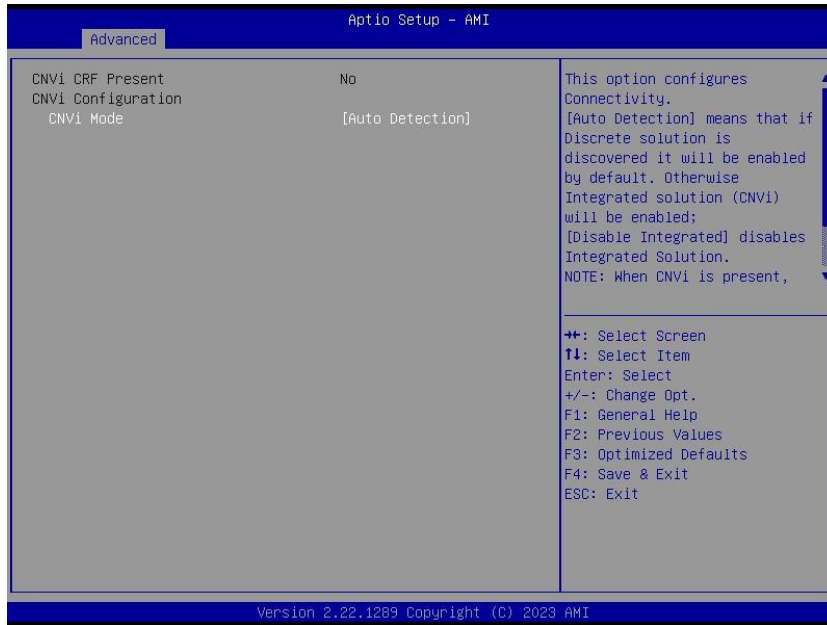 Aptio Setup – AMI
Advanced
CNVi CRF Present No
CNVi Configuration
CNVi Mode [Auto Detection]
This option configures
Connectivity.
[Auto Detection] means that if
Discrete solution is
discovered it will be enabled
by default. Otherwise
Integrated solution (CNVi)
will be enabled;
[Disable Integrated] disables
Integrated Solution.
NOTE: When CNVi is present,
→←: Select Screen
↑↓: Select Item
Enter: Select
+/-: Change Opt.
F1: General Help
F2: Previous Values
F3: Optimized Defaults
F4: Save & Exit
ESC: Exit
Version 2.22.1289 Copyright (C) 2023 AMI